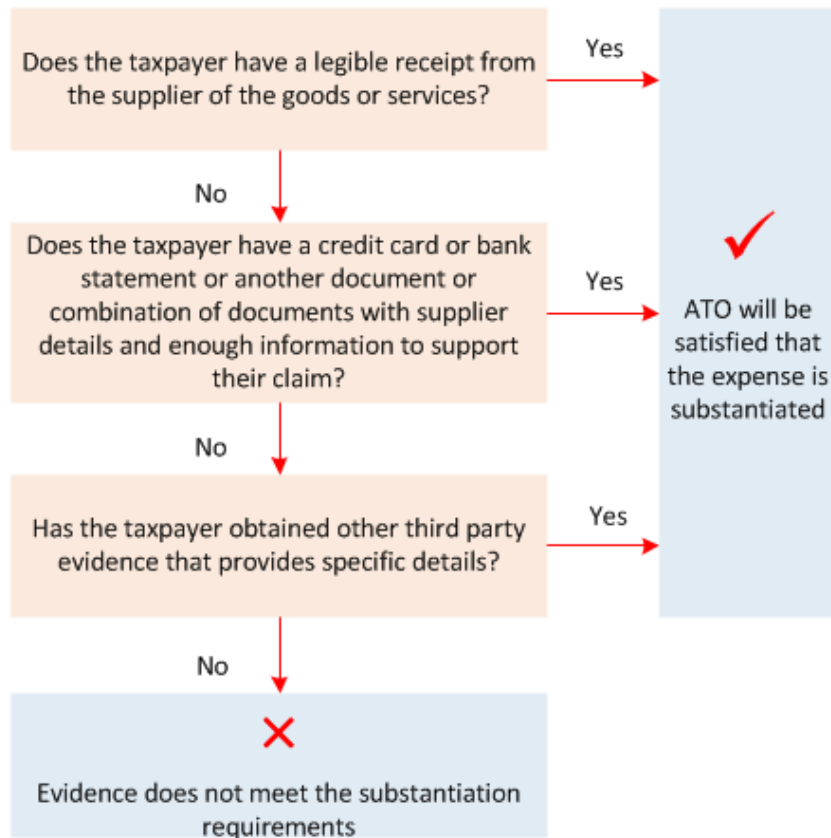 Does the taxpayer have a legible receipt from
the supplier of the goods or services?
Yes
No
Does the taxpayer have a credit card or bank
statement or another document or
combination of documents with supplier
details and enough information to support
their claim?
Yes
No
Has the taxpayer obtained other third party
evidence that provides specific details?
Yes
No
Evidence does not meet the substantiation
requirements
ATO will be
satisfied that
the expense is
substantiated